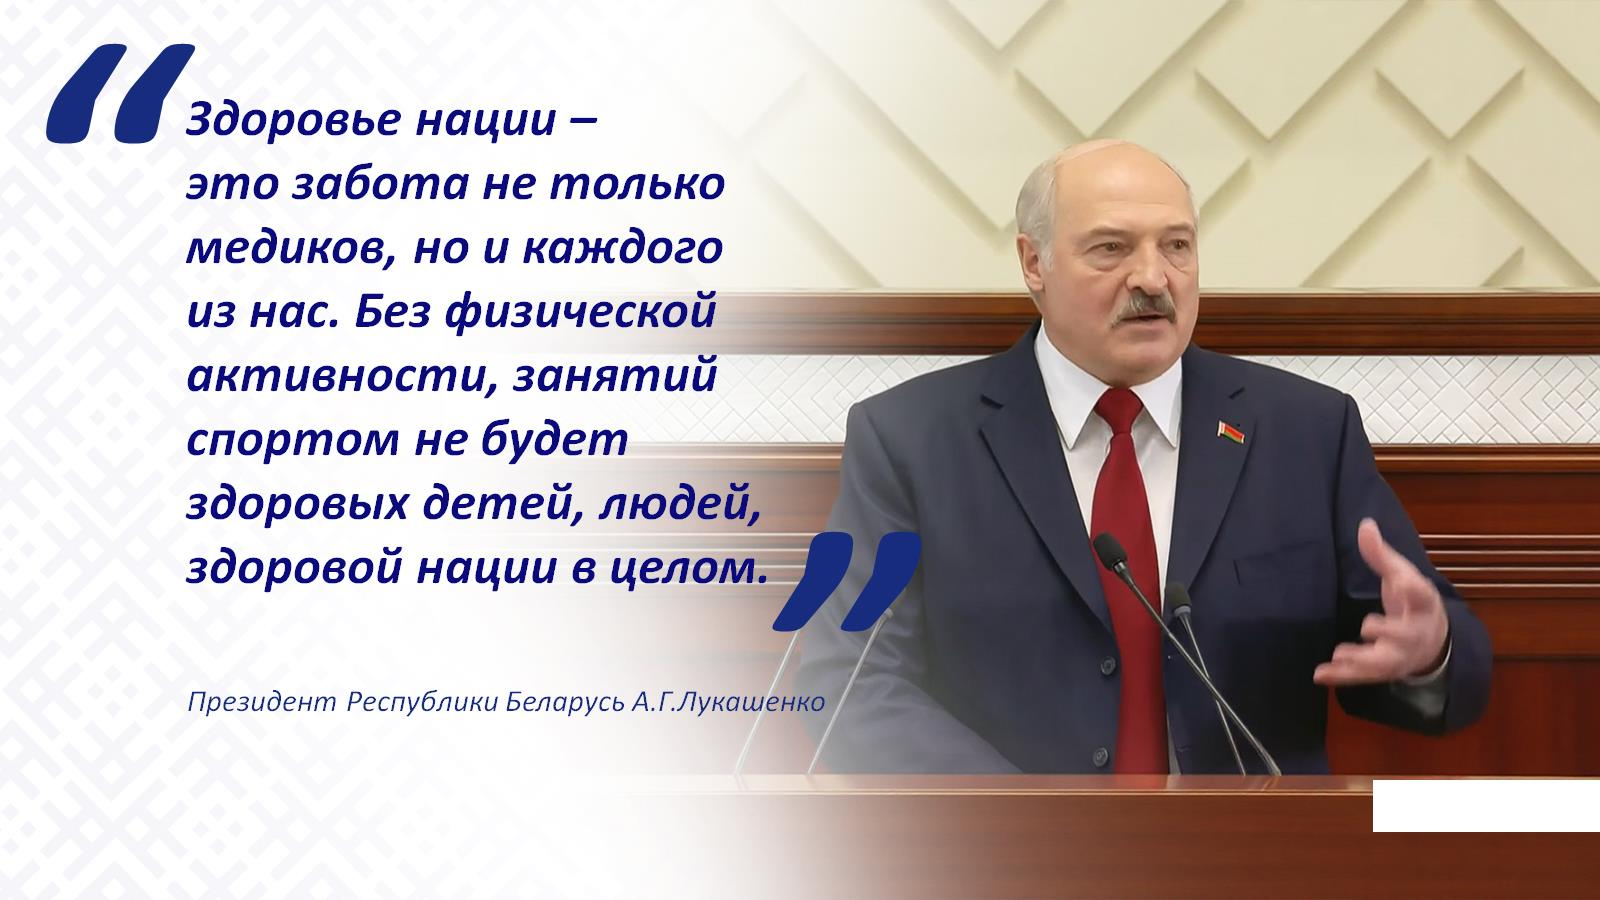 “
Здоровье нации –
это забота не только
медиков, но и каждого
из нас. Без физической
активности, занятий
спортом не будет
здоровых детей, людей,
здоровой нации в целом.
”
Президент Республики Беларусь А.Г.Лукашенко